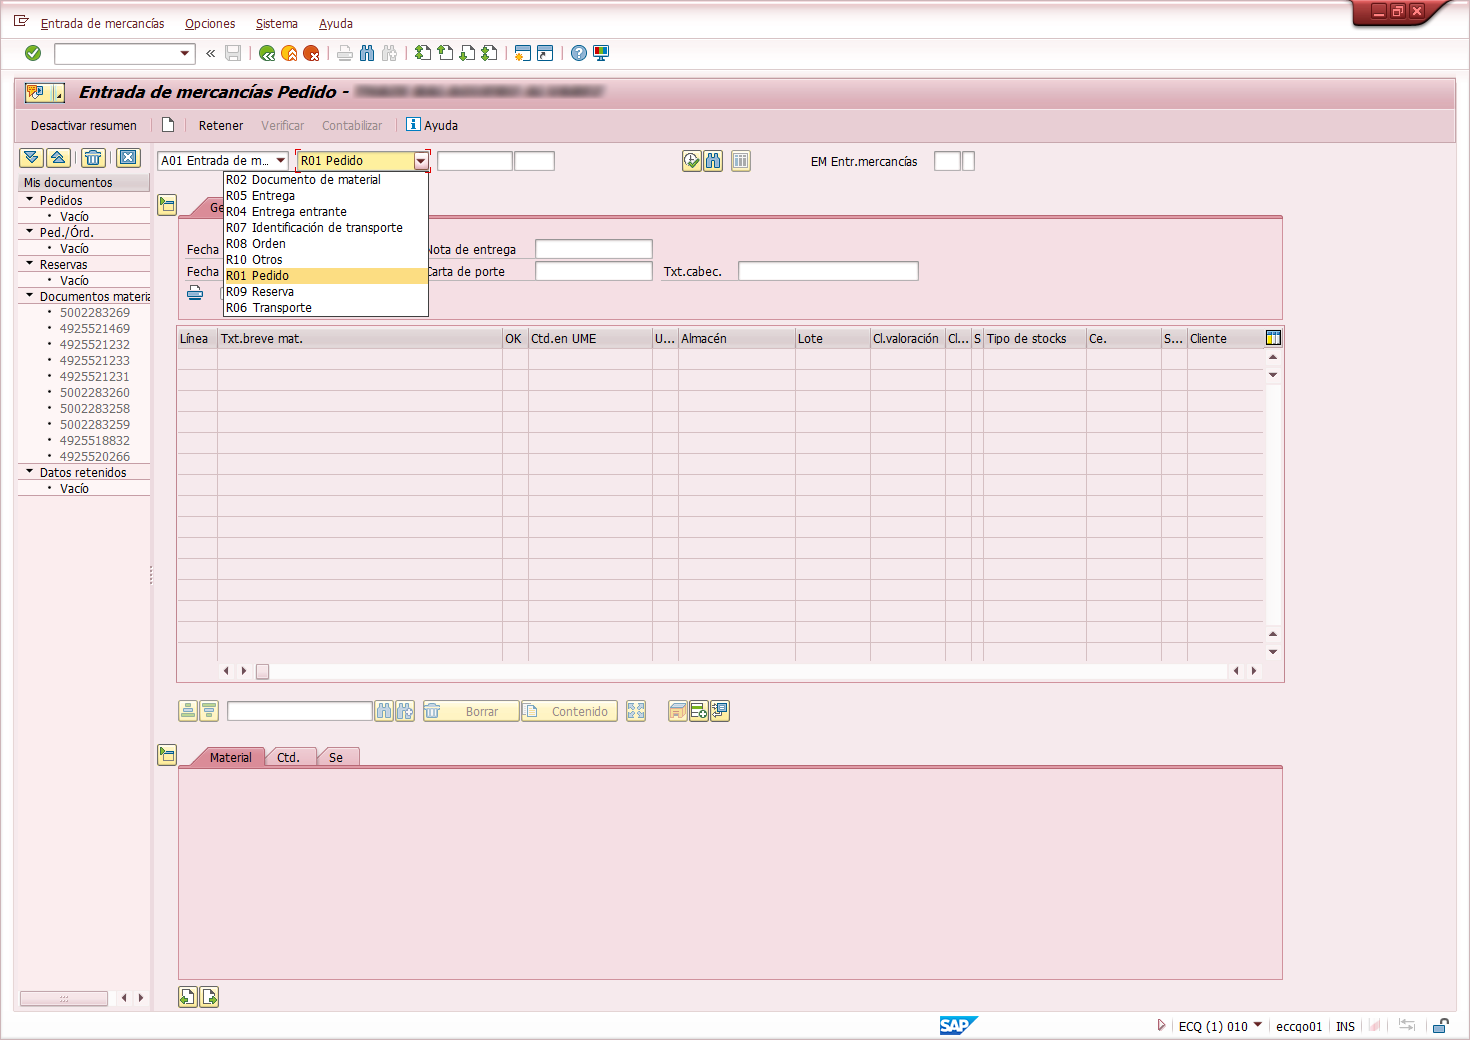 Entrada de mercancías Opciones Sistema Ayuda
Entrada de mercancías Pedido -
Desactivar resumen Retener Verificar Contabilizar Ayuda
A01 Entrada de m... R01 Pedido EM Entr.mercancías
Mis documentos
Pedidos
Vacío
Ped./Órd.
Vacío
Reservas
Vacío
Documentos materia
5002283269
4925521469
4925521232
4925521233
4925521231
5002283260
5002283258
5002283259
4925518832
4925520266
Datos retenidos
Vacío
R02 Documento de material
R05 Entrega
R04 Entrega entrante
R07 Identificación de transporte
R08 Orden
R10 Otros
R01 Pedido
R09 Reserva
R06 Transporte
Ge
Fecha Nota de entrega
Fecha Carta de porte Txt.cabec.
Línea Txt.breve mat. OK Ctd.en UME U... Almacén Lote Cl.valoración Cl... S Tipo de stocks Ce. S... Cliente
Borrar Contenido
Material Ctd. Se
SAP ECQ (1) 010 eccqo01 INS